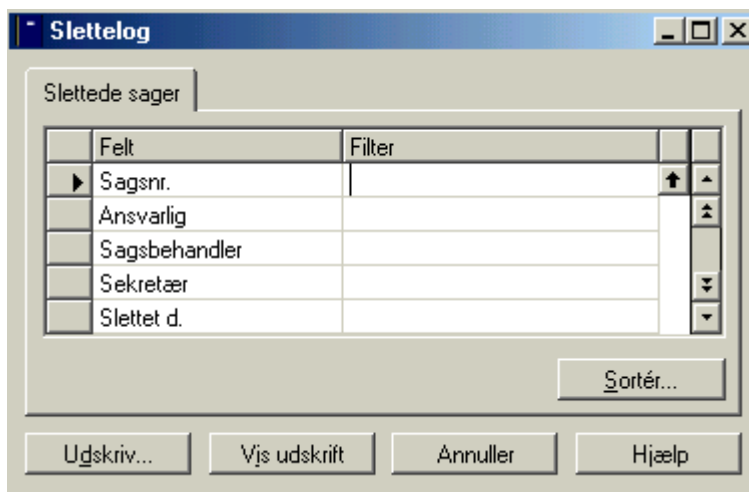 Slettelog
Slettede sager
Felt Filter
Sagsnr.
Ansvarlig
Sagsbehandler
Sekretær
Slettet d.
Sortér...
Udskriv... Vis udskrift Annuller Hjælp